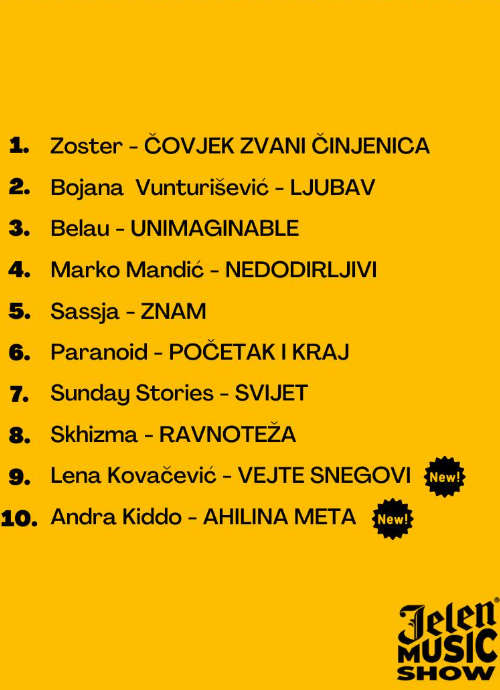 1. Zoster - ČOVJEK ZVANI ČINJENICA
2. Bojana Vunturišević - LJUBAV
3. Belau - UNIMAGINABLE
4. Marko Mandić - NEDODIRLJIVI
5. Sassja - ZNAM
6. Paranoid - POČETAK I KRAJ
7. Sunday Stories - SVIJET
8. Skhizma - RAVNOTEŽA
9. Lena Kovačević - VEJTE SNEGOVI New!
10. Andra Kiddo - AHILINA META New!
Jelen®
MUSIC
SHOW